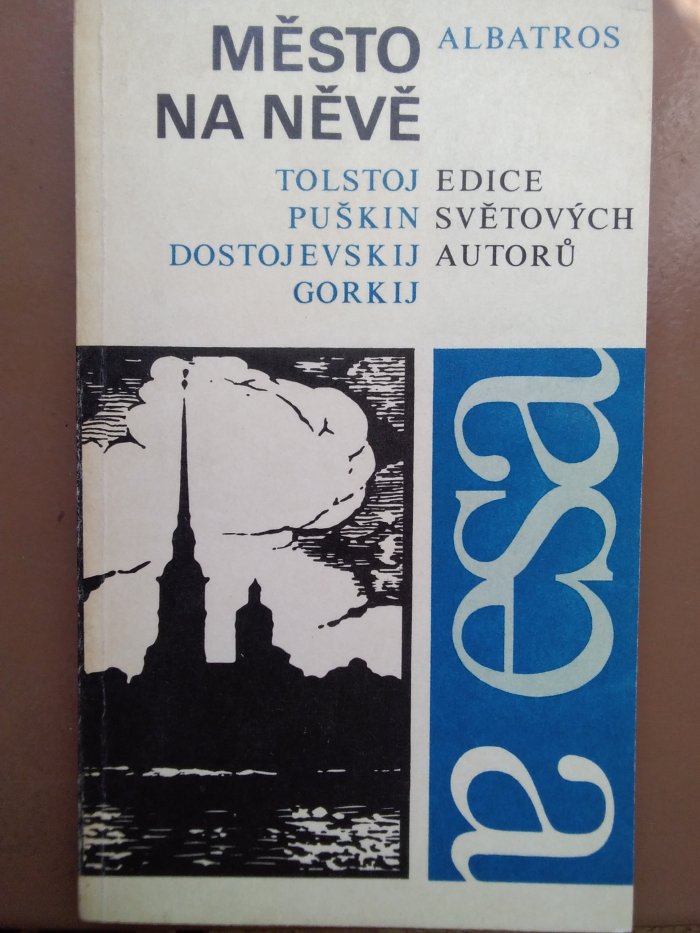 MĚSTO
NA NĚVĚ
ALBATROS
TOLSTOJ
PUŠKIN
DOSTOJEVSKIJ
GORKIJ
EDICE
SVĚTOVÝCH
AUTORŮ
a esa